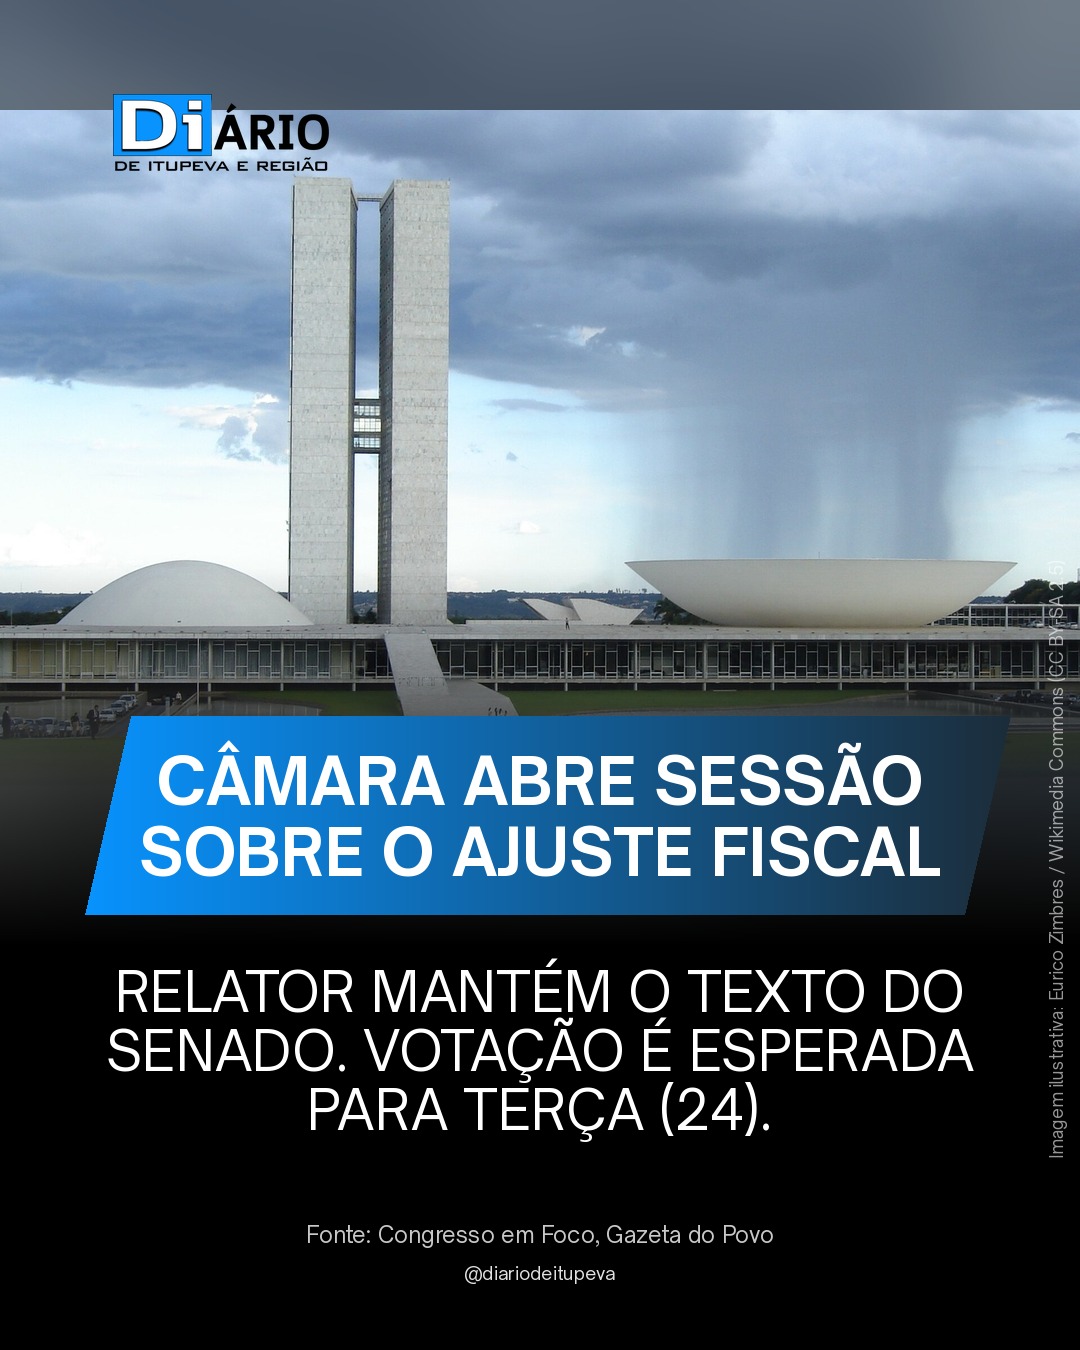 DiÁRIO
DE ITUPEVA E REGIÃO
CÂMARA ABRE SESSÃO
SOBRE O AJUSTE FISCAL
RELATOR MANTÉM O TEXTO DO
SENADO. VOTAÇÃO É ESPERADA
PARA TERÇA (24).
Fonte: Congresso em Foco, Gazeta do Povo
@diariodeitupeva
Imagem ilustrativa: Eurico Zimbres / Wikimedia Commons (CC BY-SA 2.5)